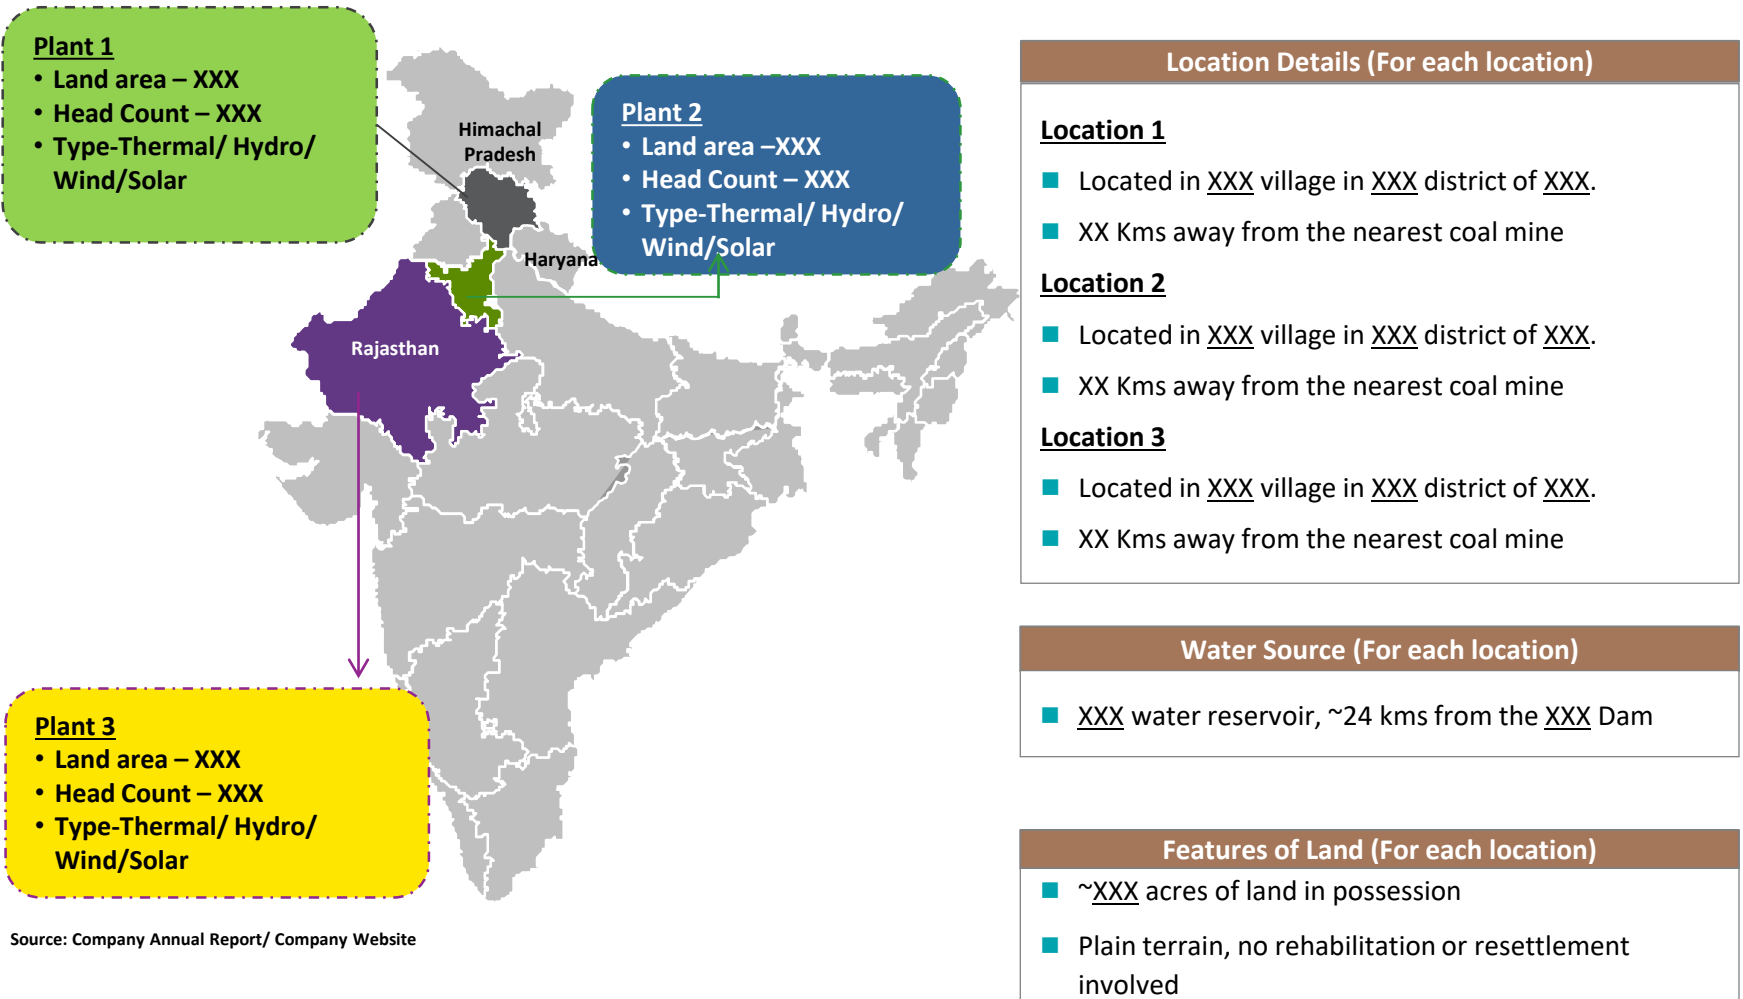 Plant 1
• Land area – XXX
• Head Count – XXX
• Type-Thermal/ Hydro/
Wind/Solar
Himachal
Pradesh
Plant 2
• Land area –XXX
• Head Count – XXX
• Type-Thermal/ Hydro/
Wind/Solar
Haryana
Rajasthan
Plant 3
• Land area – XXX
• Head Count – XXX
• Type-Thermal/ Hydro/
Wind/Solar
Source: Company Annual Report/ Company Website
Location Details (For each location)
Location 1
Located in XXX village in XXX district of XXX.
XX Kms away from the nearest coal mine
Location 2
Located in XXX village in XXX district of XXX.
XX Kms away from the nearest coal mine
Location 3
Located in XXX village in XXX district of XXX.
XX Kms away from the nearest coal mine
Water Source (For each location)
XXX water reservoir, ~24 kms from the XXX Dam
Features of Land (For each location)
~XXX acres of land in possession
Plain terrain, no rehabilitation or resettlement
involved